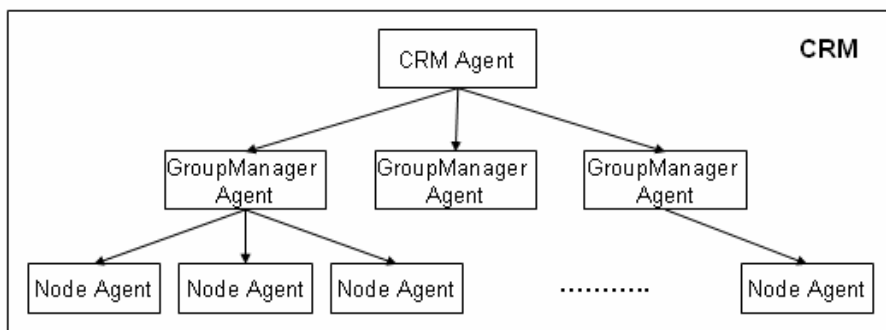 CRM
CRM Agent
GroupManager
Agent
GroupManager
Agent
GroupManager
Agent
Node Agent
Node Agent
Node Agent
...........
Node Agent